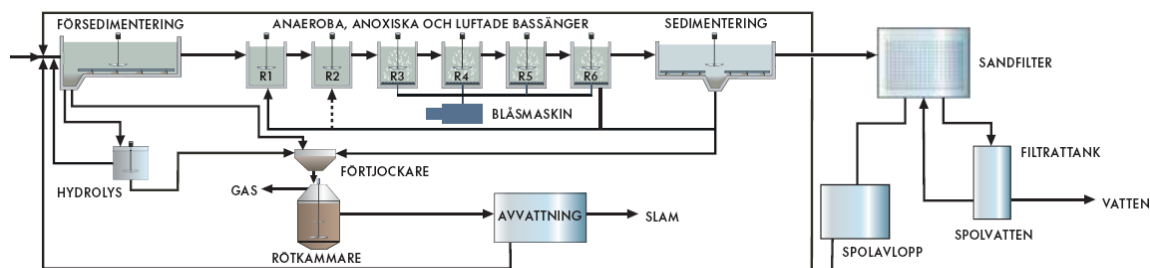 FÖRSEDIMENTERING
ANAEROBA, ANOXISKA OCH LUFTADE BASSÄNGER
SEDIMENTERING
SANDFILTER
R1
R2
R3
R4
R5
R6
BLÅSMASKIN
HYDROLYS
FÖRTJOCKARE
FILTRATTANK
GAS
AVVATTNING
SLAM
VATTEN
SPOLVATTEN
SPOLAVLOPP
RÖTKAMMARE